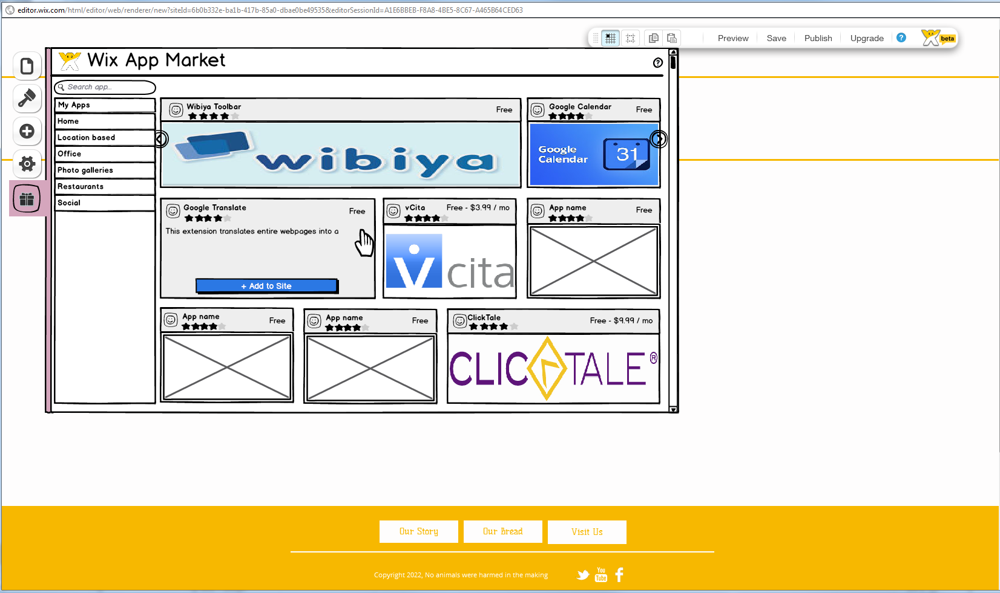 editor.wix.com/html/editor/web/renderer/new?siteId=6b0b332e-ba1b-417b-85a0-dbae0be49535&editorSessionId=A1E6BBEB-F8A8-4BE5-8C67-A465B64CED63
Preview Save Publish Upgrade ? beta
Wix App Market ?
Search app...
My Apps
Home
Location based
Office
Photo galleries
Restaurants
Social
Wibiya Toolbar Free
wibiya
Google Calendar Free
Google
Calendar
31
Google Translate Free
This extension translates entire webpages into a
+ Add to Site
vCita Free - $3.99 / mo
vcita
App name Free
App name Free
App name Free
ClickTale Free - $9.99 / mo
CLICKTALE®
Our Story Our Bread Visit Us
Copyright 2022, No animals were harmed in the making
You
Tube